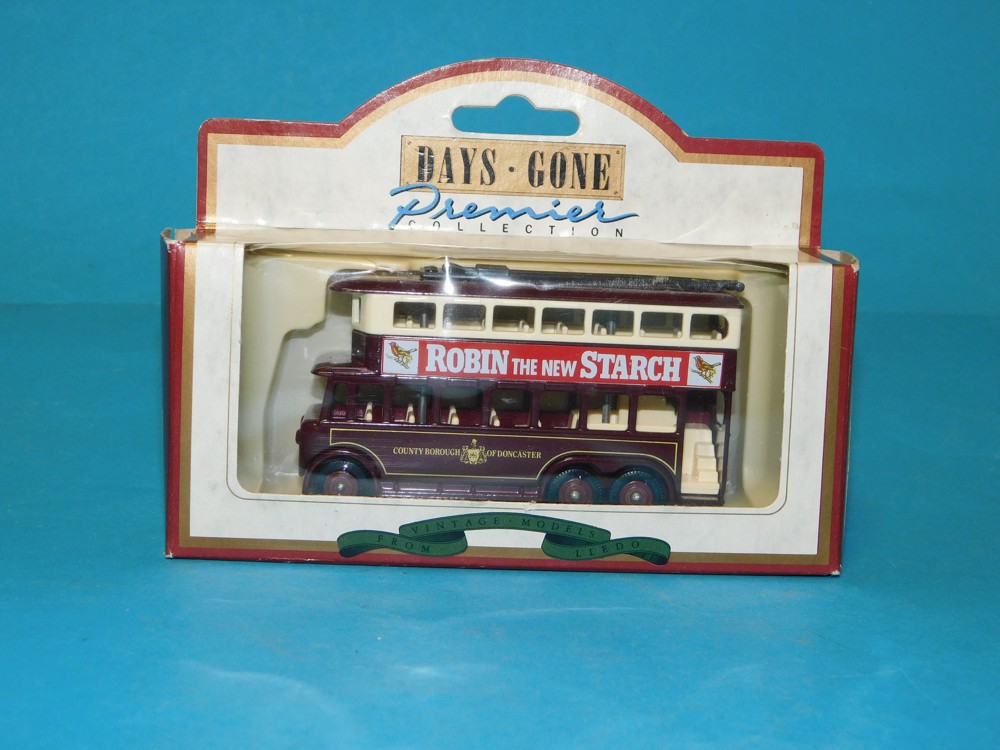 DAYS · GONE
Premier
COLLECTION
ROBIN THE NEW STARCH
COUNTY BOROUGH OF DONCASTER
VINTAGE · MODELS
FROM LLEDO